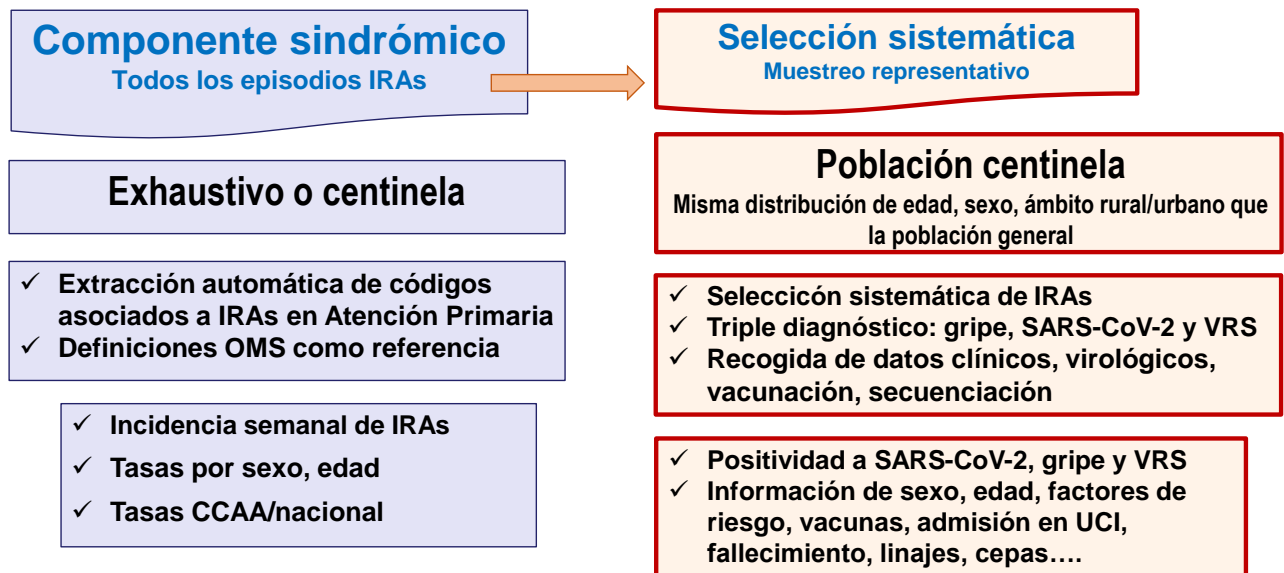 Componente sindrómico
Todos los episodios IRAs
Exhaustivo o centinela
✓ Extracción automática de códigos
asociados a IRAs en Atención Primaria
✓ Definiciones OMS como referencia
✓ Incidencia semanal de IRAs
✓ Tasas por sexo, edad
✓ Tasas CCAA/nacional
Selección sistemática
Muestreo representativo
Población centinela
Misma distribución de edad, sexo, ámbito rural/urbano que
la población general
✓ Seleccicón sistemática de IRAs
✓ Triple diagnóstico: gripe, SARS-CoV-2 y VRS
✓ Recogida de datos clínicos, virológicos,
vacunación, secuenciación
✓ Positividad a SARS-CoV-2, gripe y VRS
✓ Información de sexo, edad, factores de
riesgo, vacunas, admisión en UCI,
fallecimiento, linajes, cepas….